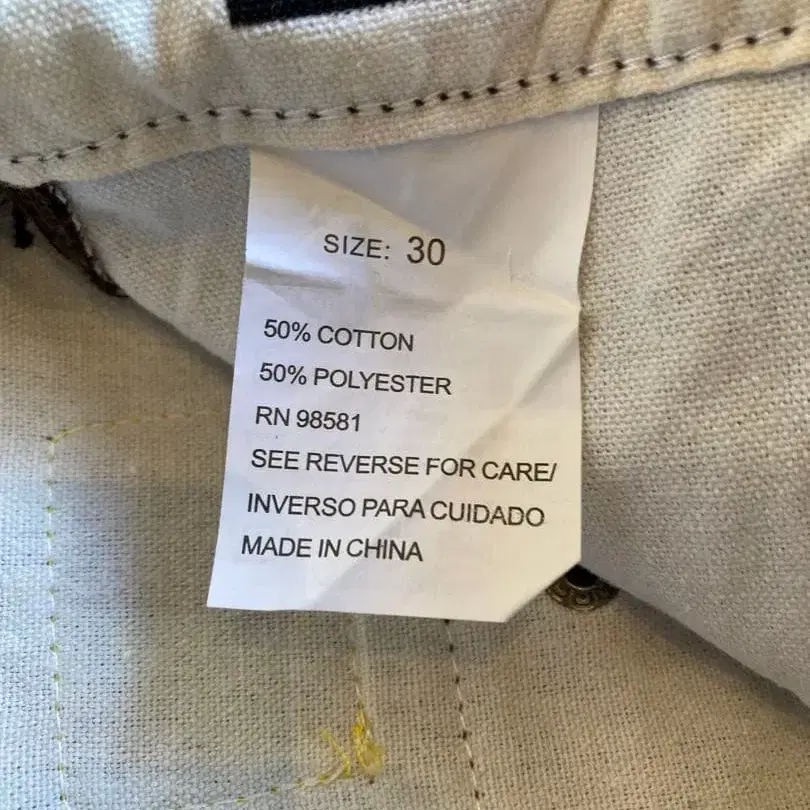 SIZE: 30
50% COTTON
50% POLYESTER
RN 98581
SEE REVERSE FOR CARE/
INVERSO PARA CUIDADO
MADE IN CHINA